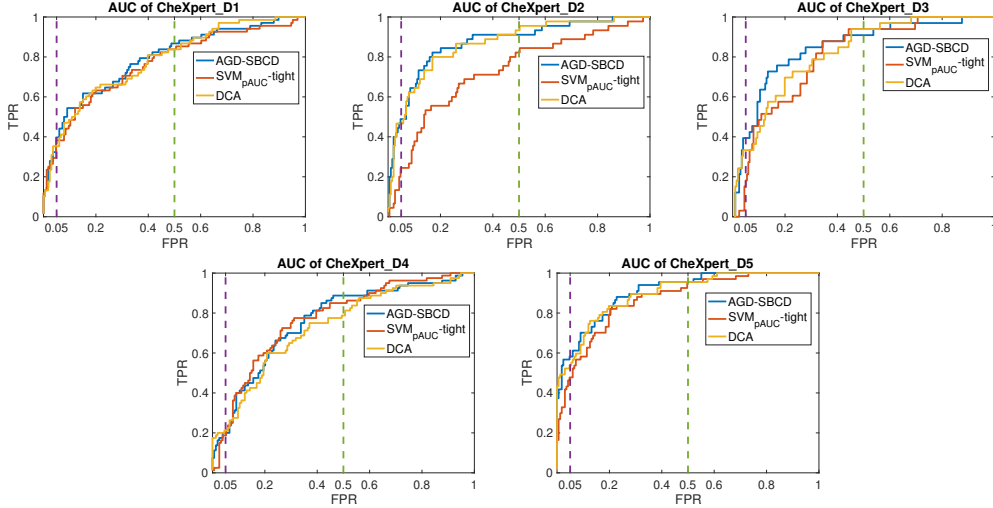 AUC of CheXpert_D1
TPR
1
0.8
0.6
0.4
0.2
0
0.05
0.2
0.4
0.5
0.6
0.8
1
FPR
AGD-SBCD
SVMpAUC-tight
DCA
AUC of CheXpert_D2
TPR
1
0.8
0.6
0.4
0.2
0
0.05
0.2
0.4
0.5
0.6
0.8
1
FPR
AGD-SBCD
SVMpAUC-tight
DCA
AUC of CheXpert_D3
TPR
1
0.8
0.6
0.4
0.2
0
0.05
0.2
0.4
0.5
0.6
0.8
FPR
AGD-SBCD
SVMpAUC-tight
DCA
AUC of CheXpert_D4
TPR
1
0.8
0.6
0.4
0.2
0
0.05
0.2
0.4
0.5
0.6
0.8
1
FPR
AGD-SBCD
SVMpAUC-tight
DCA
AUC of CheXpert_D5
TPR
1
0.8
0.6
0.4
0.2
0
0.05
0.2
0.4
0.5
0.6
0.8
1
FPR
AGD-SBCD
SVMpAUC-tight
DCA